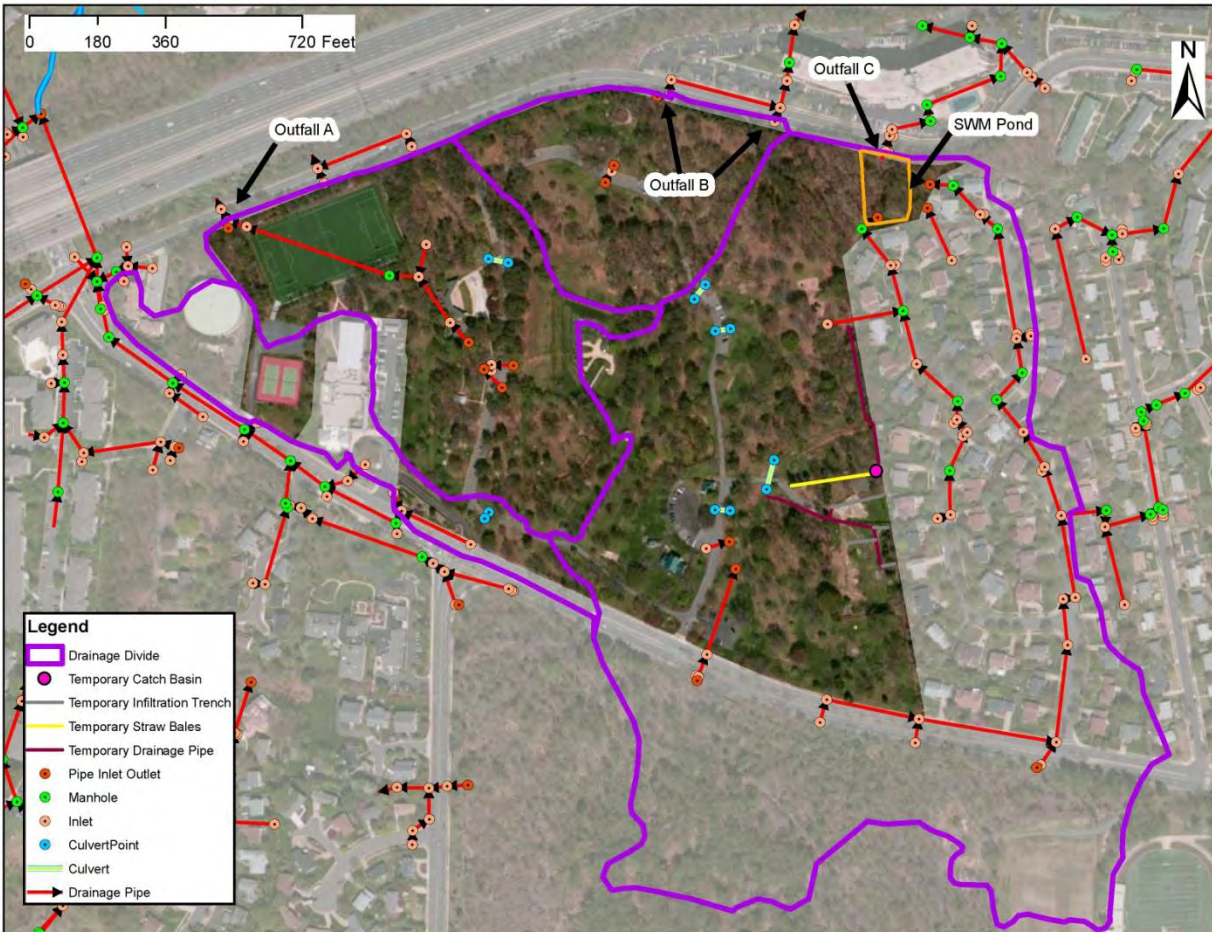 0 180 360 720 Feet
N
Outfall C
SWM Pond
Outfall A
Outfall B
Legend
Drainage Divide
Temporary Catch Basin
Temporary Infiltration Trench
Temporary Straw Bales
Temporary Drainage Pipe
Pipe Inlet Outlet
Manhole
Inlet
CulvertPoint
Culvert
Drainage Pipe